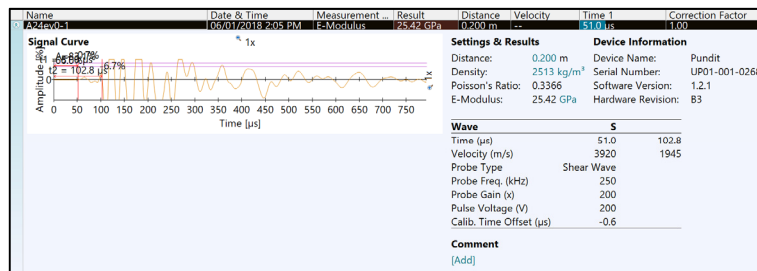 Name Date & Time Measurement ... Result Distance Velocity Time 1 Correction Factor
A24ev0-1 06/01/2018 2:05 PM E-Modulus 25.42 GPa 0.200 m -- 51.0 µs 1.00
Signal Curve
1x
t2 = 102.8 µs
6.7%
Amplitude (%)
0
0 50 100 150 200 250 300 350 400 450 500 550 600 650 700 750
Time [µs]
Settings & Results
Distance: 0.200 m
Density: 2513 kg/m³
Poisson's Ratio: 0.3366
E-Modulus: 25.42 GPa
Device Information
Device Name: Pundit
Serial Number: UP01-001-026
Software Version: 1.2.1
Hardware Revision: B3
Wave S
Time (µs) 51.0 102.8
Velocity (m/s) 3920 1945
Probe Type Shear Wave
Probe Freq. (kHz) 250
Probe Gain (x) 200
Pulse Voltage (V) 200
Calib. Time Offset (µs) -0.6
Comment
[Add]